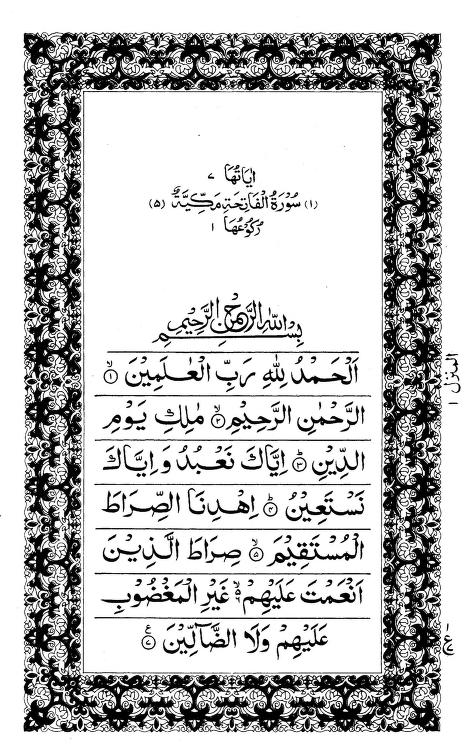 اٰيَاتُهَا ٧
(١) سُوْرَةُ الْفَاتِحَةِ مَكِّيَّةٌ (٥)
رُكُوْعُهَا ١
بِسْمِ اللّٰهِ الرَّحْمٰنِ الرَّحِيْمِ
اَلْحَمْدُ لِلّٰهِ رَبِّ الْعٰلَمِيْنَ ۙ﴿١﴾
الرَّحْمٰنِ الرَّحِيْمِ ۙ﴿٢﴾ مٰلِكِ يَوْمِ
الدِّيْنِ ؕ﴿٣﴾ اِيَّاكَ نَعْبُدُ وَ اِيَّاكَ
نَسْتَعِيْنُ ؕ﴿٤﴾ اِهْدِنَا الصِّرَاطَ
الْمُسْتَقِيْمَ ۙ﴿٥﴾ صِرَاطَ الَّذِيْنَ
اَنْعَمْتَ عَلَيْهِمْ ۙ۬ غَيْرِ الْمَغْضُوْبِ
عَلَيْهِمْ وَلَا الضَّآلِّيْنَ ﴿٧﴾ ع
المنزل ١
ع